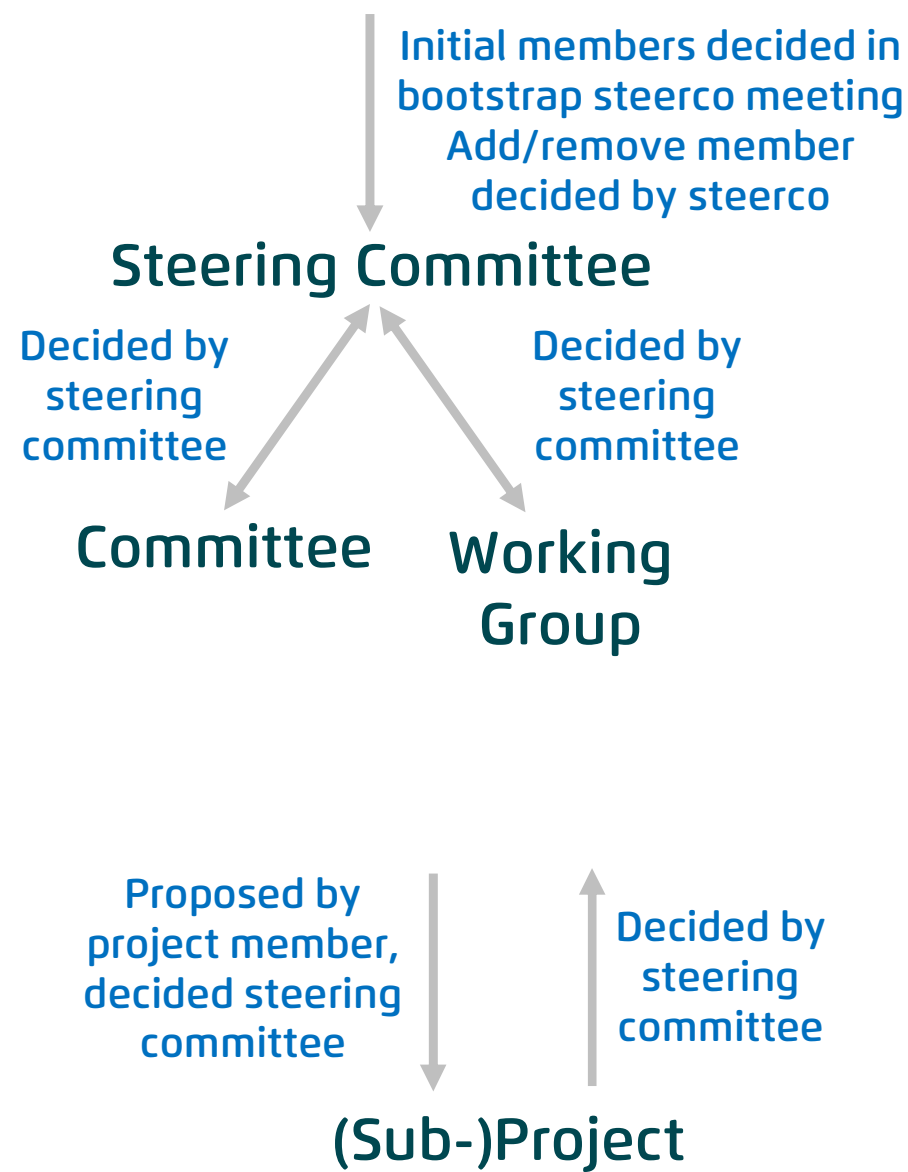 Initial members decided in
bootstrap steerco meeting
Add/remove member
decided by steerco
Steering Committee
Decided by
steering
committee
Decided by
steering
committee
Committee
Working
Group
Proposed by
project member,
decided steering
committee
Decided by
steering
committee
(Sub-)Project